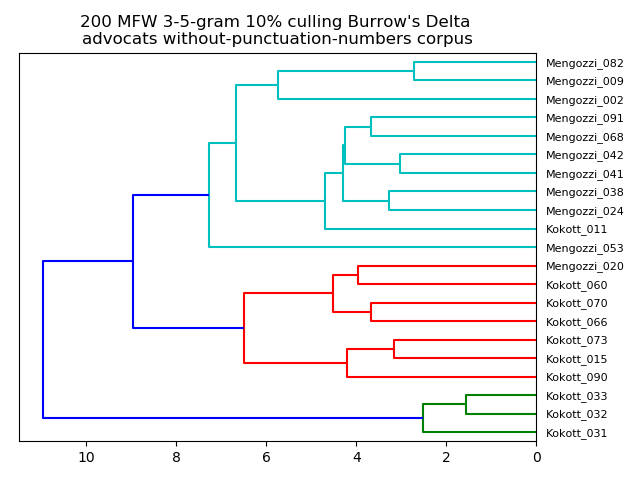 200 MFW 3-5-gram 10% culling Burrow's Delta
advocats without-punctuation-numbers corpus
Mengozzi_082
Mengozzi_009
Mengozzi_002
Mengozzi_091
Mengozzi_068
Mengozzi_042
Mengozzi_041
Mengozzi_038
Mengozzi_024
Kokott_011
Mengozzi_053
Mengozzi_020
Kokott_060
Kokott_070
Kokott_066
Kokott_073
Kokott_015
Kokott_090
Kokott_033
Kokott_032
Kokott_031
10 8 6 4 2 0